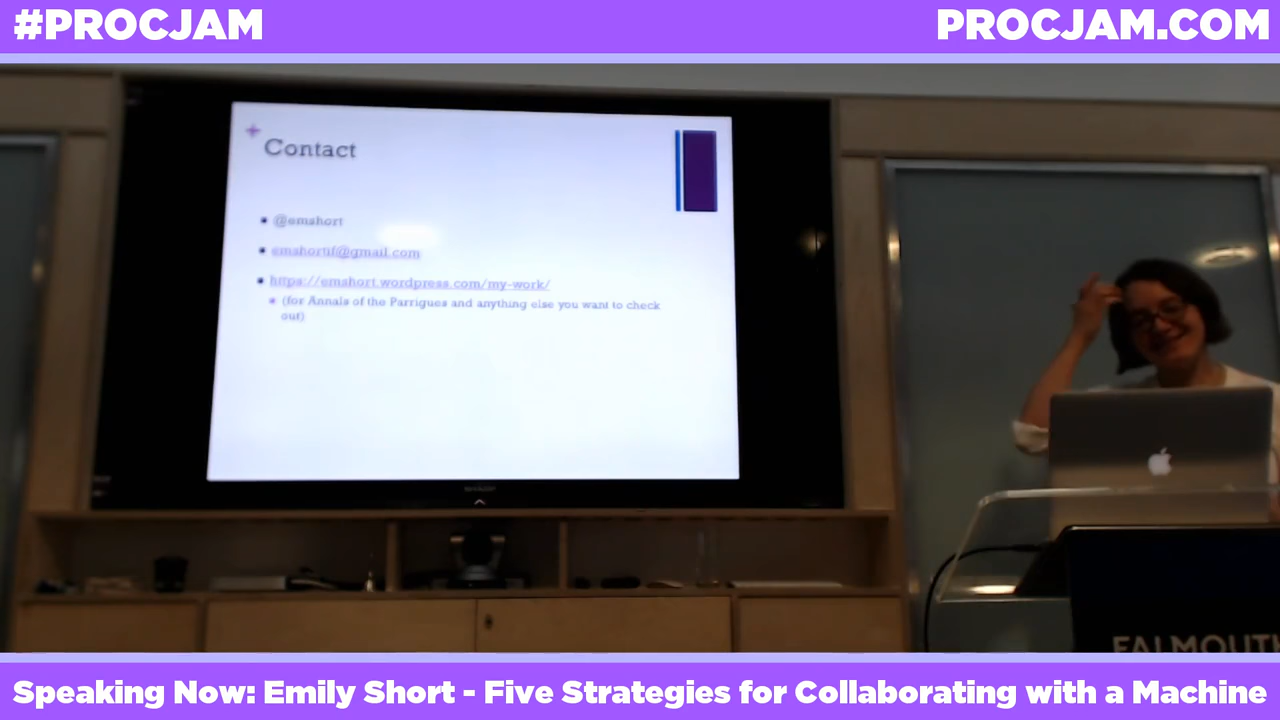 #PROCJAM
PROCJAM.COM
Contact
@emshort
emshortif@gmail.com
https://emshort.wordpress.com/my-work/
(for Annals of the Parrigues and anything else you want to check
out)
SHARP
FALMOUTH
Speaking Now: Emily Short - Five Strategies for Collaborating with a Machine